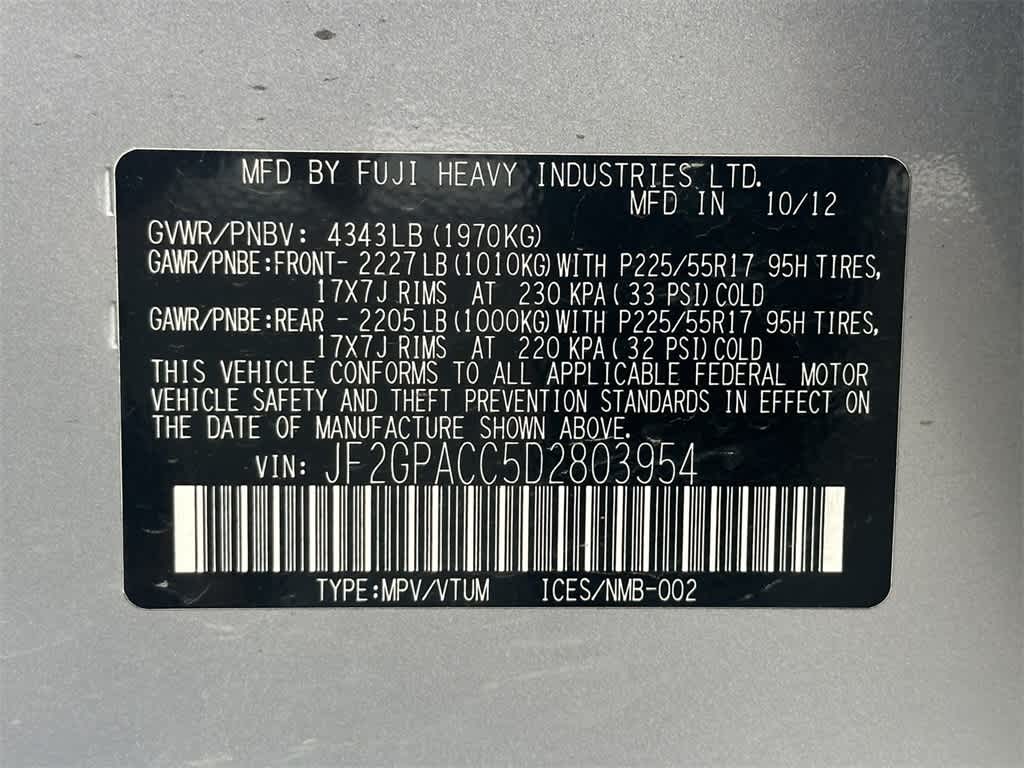 MFD BY FUJI HEAVY INDUSTRIES LTD.
MFD IN 10/12
GVWR/PNBV: 4343LB (1970KG)
GAWR/PNBE:FRONT- 2227LB (1010KG) WITH P225/55R17 95H TIRES,
17X7J RIMS AT 230 KPA ( 33 PSI) COLD
GAWR/PNBE:REAR - 2205LB (1000KG) WITH P225/55R17 95H TIRES,
17X7J RIMS AT 220 KPA ( 32 PSI) COLD
THIS VEHICLE CONFORMS TO ALL APPLICABLE FEDERAL MOTOR
VEHICLE SAFETY AND THEFT PREVENTION STANDARDS IN EFFECT ON
THE DATE OF MANUFACTURE SHOWN ABOVE.
VIN: JF2GPACC5D2803954
TYPE:MPV/VTUM ICES/NMB-002